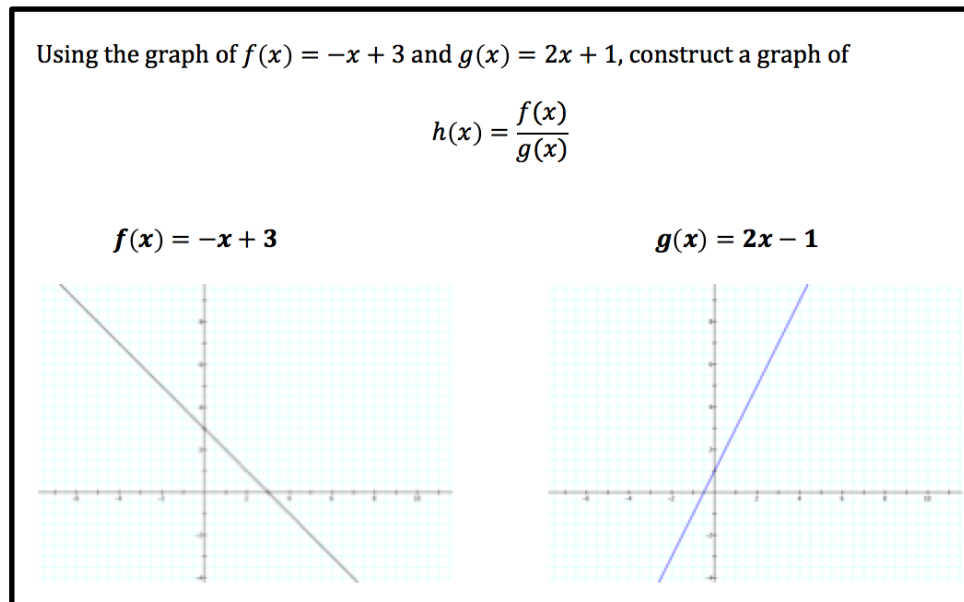 Using the graph of f(x) = −x + 3 and g(x) = 2x + 1, construct a graph of
h(x) = f(x)/g(x)
f(x) = −x + 3 g(x) = 2x − 1